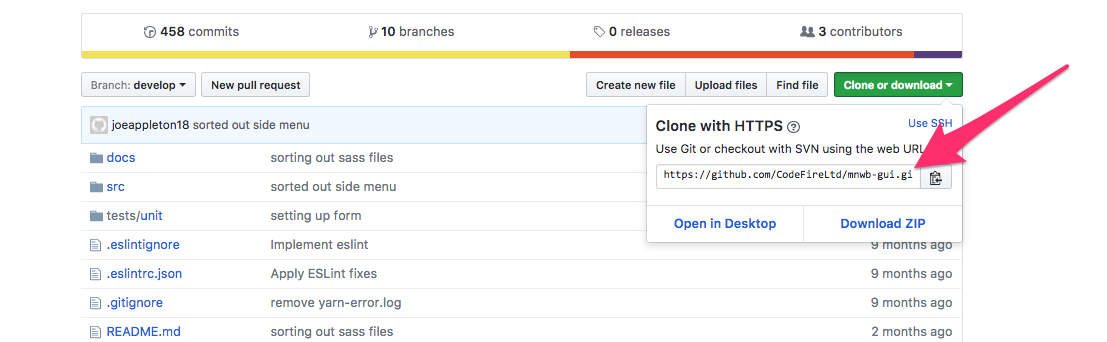 458 commits 10 branches 0 releases 3 contributors
Branch: develop New pull request Create new file Upload files Find file Clone or download
joeappleton18 sorted out side menu
Clone with HTTPS ? Use SSH
Use Git or checkout with SVN using the web URL
https://github.com/CodeFireLtd/mnwb-gui.gi
Open in Desktop Download ZIP
docs sorting out sass files
src sorted out side menu
tests/unit setting up form
.eslintignore Implement eslint 9 months ago
.eslintrc.json Apply ESLint fixes 9 months ago
.gitignore remove yarn-error.log 9 months ago
README.md sorting out sass files 2 months ago